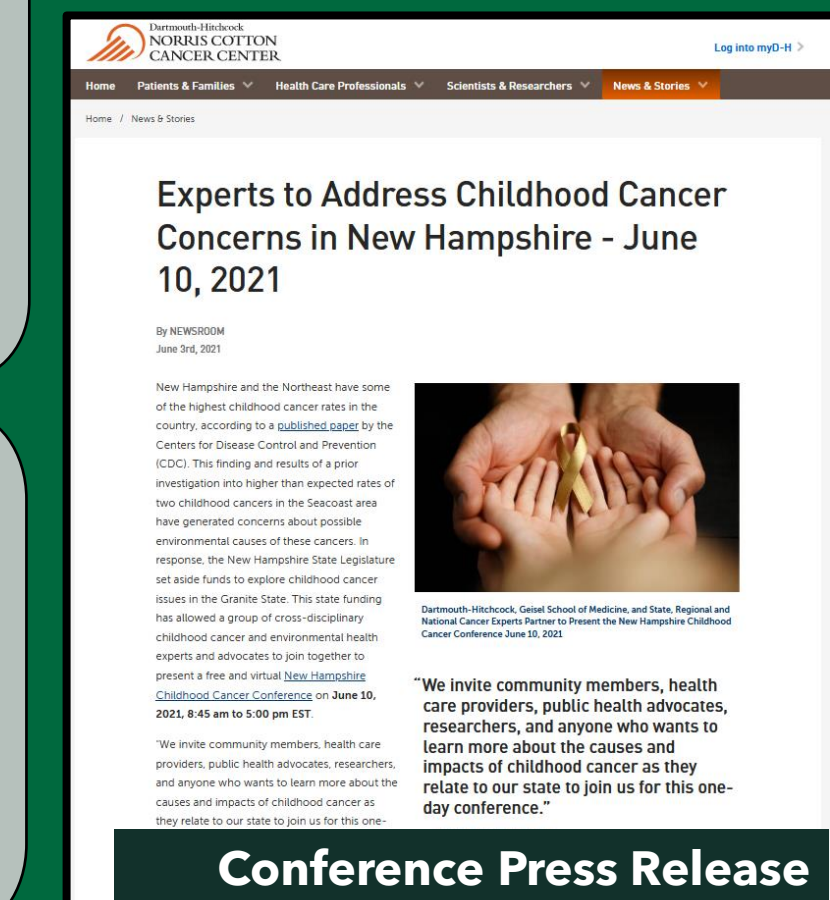 Dartmouth-Hitchcock
NORRIS COTTON
CANCER CENTER
Log into myD-H >
Home Patients & Families Health Care Professionals Scientists & Researchers News & Stories
Home / News & Stories
Experts to Address Childhood Cancer
Concerns in New Hampshire - June
10, 2021
By NEWSROOM
June 3rd, 2021
New Hampshire and the Northeast have some
of the highest childhood cancer rates in the
country, according to a published paper by the
Centers for Disease Control and Prevention
(CDC). This finding and results of a prior
investigation into higher than expected rates of
two childhood cancers in the Seacoast area
have generated concerns about possible
environmental causes of these cancers. In
response, the New Hampshire State Legislature
set aside funds to explore childhood cancer
issues in the Granite State. This state funding
has allowed a group of cross-disciplinary
childhood cancer and environmental health
experts and advocates to join together to
present a free and virtual New Hampshire
Childhood Cancer Conference on June 10,
2021, 8:45 am to 5:00 pm EST.
"We invite community members, health care
providers, public health advocates, researchers,
and anyone who wants to learn more about the
causes and impacts of childhood cancer as
they relate to our state to join us for this one-
Dartmouth-Hitchcock, Geisel School of Medicine, and State, Regional and
National Cancer Experts Partner to Present the New Hampshire Childhood
Cancer Conference June 10, 2021
"We invite community members, health
care providers, public health advocates,
researchers, and anyone who wants to
learn more about the causes and
impacts of childhood cancer as they
relate to our state to join us for this one-
day conference."
Conference Press Release